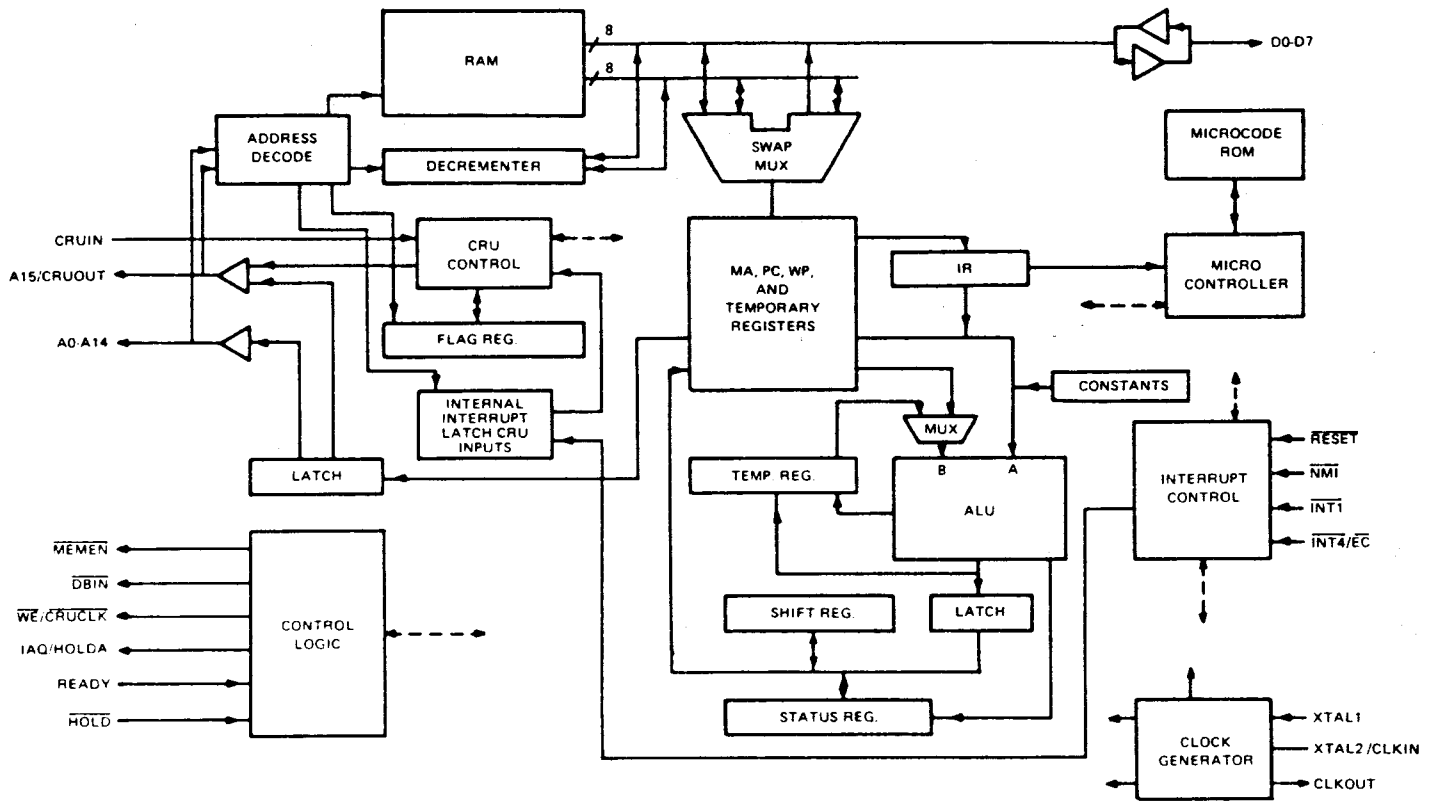 8
RAM
D0-D7
8
ADDRESS
DECODE
MICROCODE
ROM
SWAP
MUX
DECREMENTER
CRUIN
CRU
CONTROL
A15/CRUOUT
MA, PC, WP,
AND
TEMPORARY
REGISTERS
IR
MICRO
CONTROLLER
FLAG REG.
A0-A14
CONSTANTS
INTERNAL
INTERRUPT
LATCH CRU
INPUTS
MUX
RESET
B
A
TEMP. REG.
LATCH
NMI
INTERRUPT
CONTROL
ALU
INT1
INT4/EC
MEMEN
DBIN
SHIFT REG.
LATCH
WE/CRUCLK
CONTROL
LOGIC
IAQ/HOLDA
READY
HOLD
STATUS REG.
XTAL1
CLOCK
GENERATOR
XTAL2/CLKIN
CLKOUT